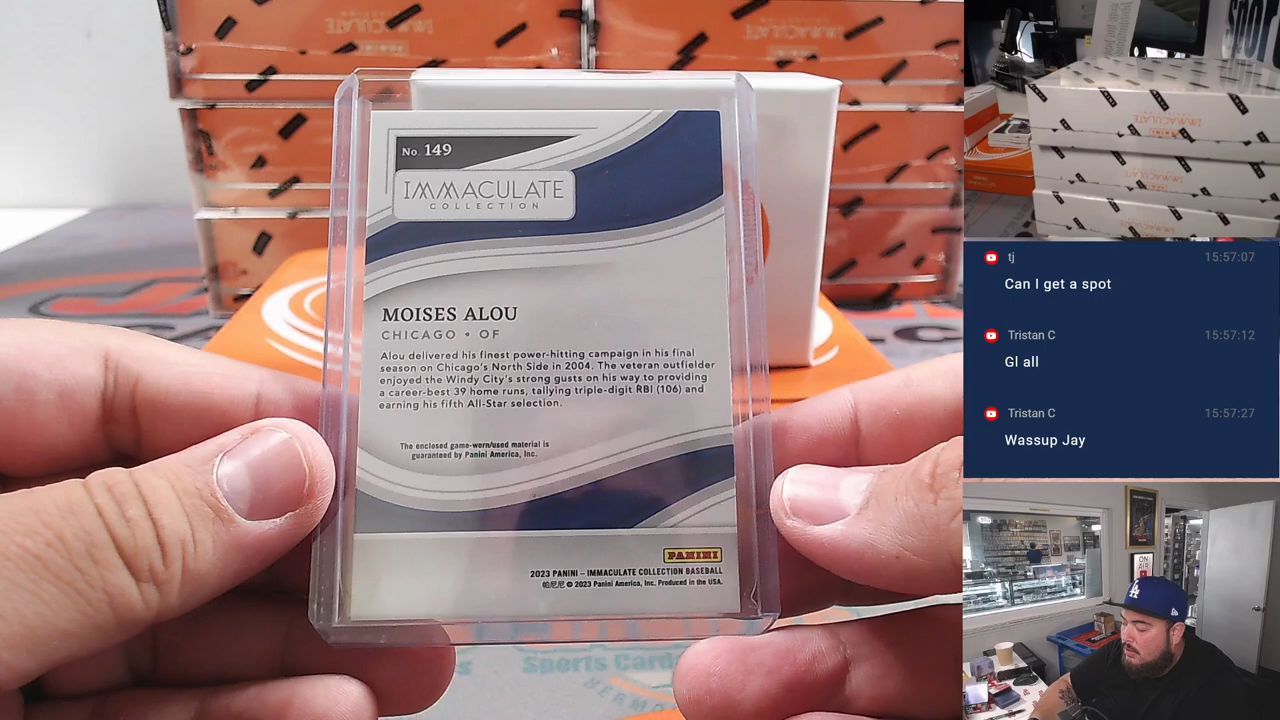 No. 149
IMMACULATE
COLLECTION
MOISES ALOU
CHICAGO • OF
Alou delivered his finest power-hitting campaign in his final
season on Chicago's North Side in 2004. The veteran outfielder
enjoyed the Windy City's strong gusts on his way to providing
a career-best 39 home runs, tallying triple-digit RBI (106) and
earning his fifth All-Star selection.
The enclosed game-worn/used material is
guaranteed by Panini America, Inc.
PANINI
2023 PANINI – IMMACULATE COLLECTION BASEBALL
帕尼尼 © 2023 Panini America, Inc. Produced in the USA.
Sports Card
HERMO
IMMACULATE
tj 15:57:07
Can I get a spot
Tristan C 15:57:12
Gl all
Tristan C 15:57:27
Wassup Jay
ON
AIR
LA